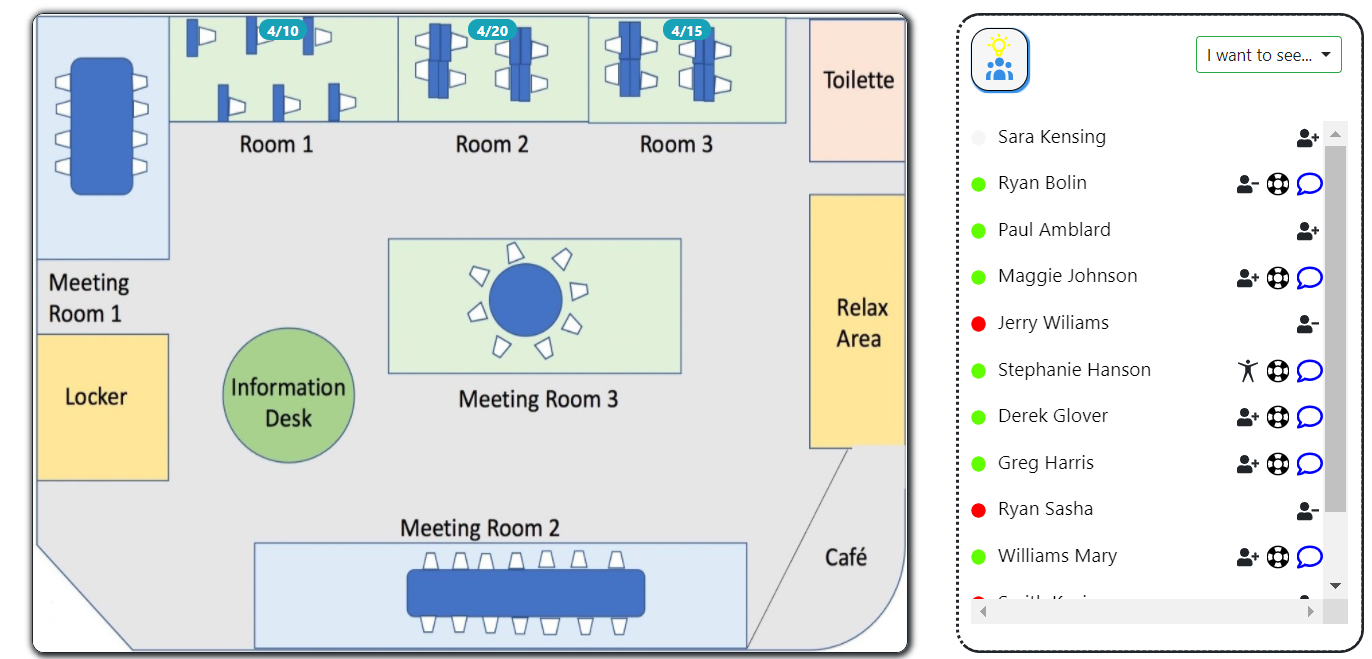 4/10
4/20
4/15
Toilette
Room 1
Room 2
Room 3
Meeting
Room 1
Relax
Area
Locker
Information
Desk
Meeting Room 3
Meeting Room 2
Café
I want to see...
Sara Kensing
Ryan Bolin
Paul Amblard
Maggie Johnson
Jerry Wiliams
Stephanie Hanson
Derek Glover
Greg Harris
Ryan Sasha
Williams Mary